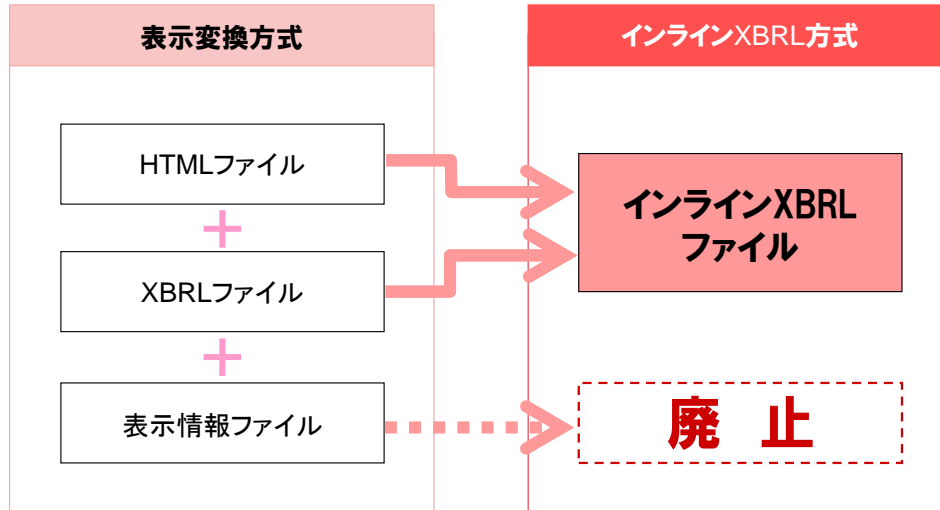 表示変換方式
インラインXBRL方式
HTMLファイル
+
XBRLファイル
+
表示情報ファイル
インラインXBRL
ファイル
廃 止